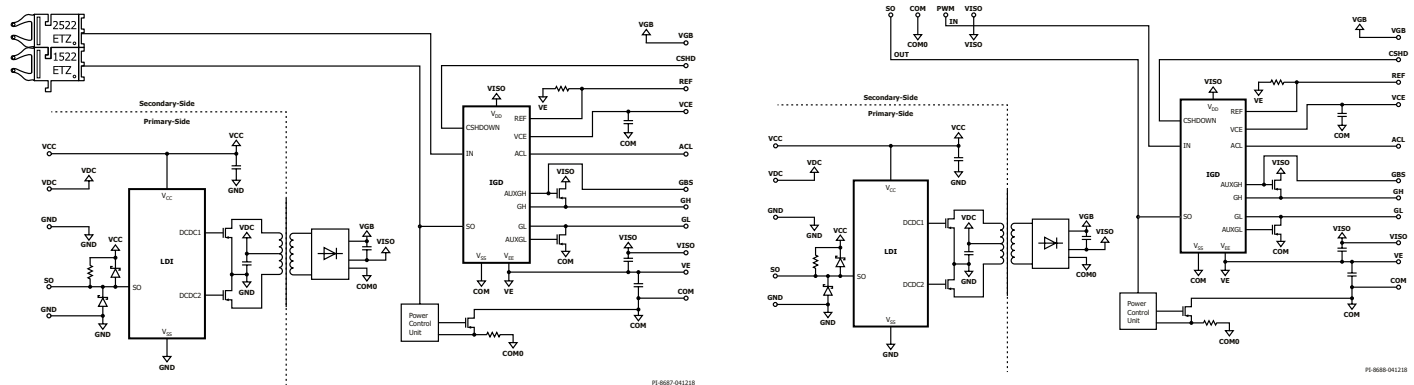 2522
ETZ
1522
ETZ
VGB
VGB
CSHD
REF
VCE
ACL
GBS
GH
GL
VISO
VE
COM
Secondary-Side
Primary-Side
VISO
VE
COM
VDD
CSHDOWN
REF
VCE
IN
ACL
IGD
VISO
AUXGH
GH
GL
SO
AUXGL
VSS
VEE
COM
VE
COM
VISO
COM
Power
Control
Unit
COM0
VCC
VCC
GND
VDC
VDC
GND
GND
VCC
SO
GND
GND
VCC
DCDC1
LDI
SO
DCDC2
VSS
GND
VDC
GND
VGB
VISO
COM0
PI-8687-041218
SO
COM
PWM
VISO
IN
COM0
VISO
OUT
VGB
VGB
CSHD
REF
VCE
ACL
GBS
GH
GL
VISO
VE
COM
Secondary-Side
Primary-Side
VISO
VE
COM
VDD
CSHDOWN
REF
VCE
IN
ACL
IGD
VISO
AUXGH
GH
GL
SO
AUXGL
VSS
VEE
COM
VE
COM
VISO
COM
Power
Control
Unit
COM0
VCC
VCC
GND
VDC
VDC
GND
GND
VCC
SO
GND
GND
VCC
DCDC1
LDI
SO
DCDC2
VSS
GND
VDC
GND
VGB
VISO
COM0
PI-8688-041218